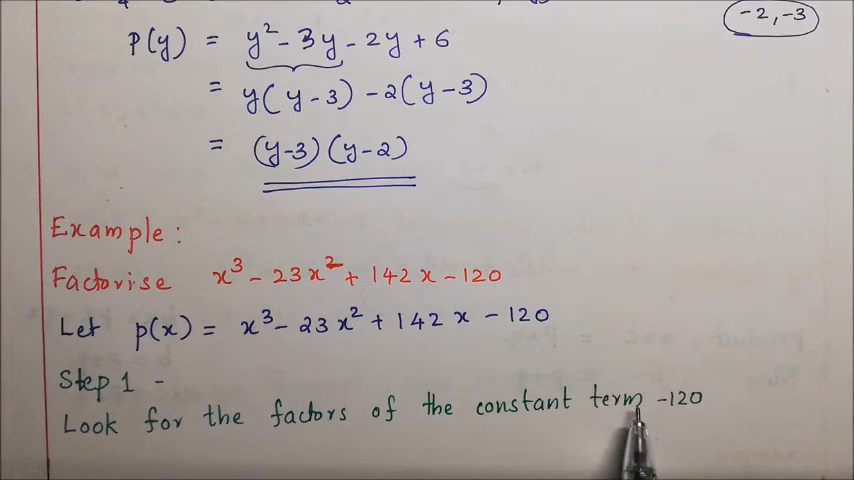 -2, -3
P(y) = y² - 3y - 2y + 6
= y(y-3) -2(y-3)
= (y-3)(y-2)
Example:
Factorise x³ - 23x² + 142x - 120
Let p(x) = x³ - 23x² + 142x - 120
Step 1 -
Look for the factors of the constant term -120